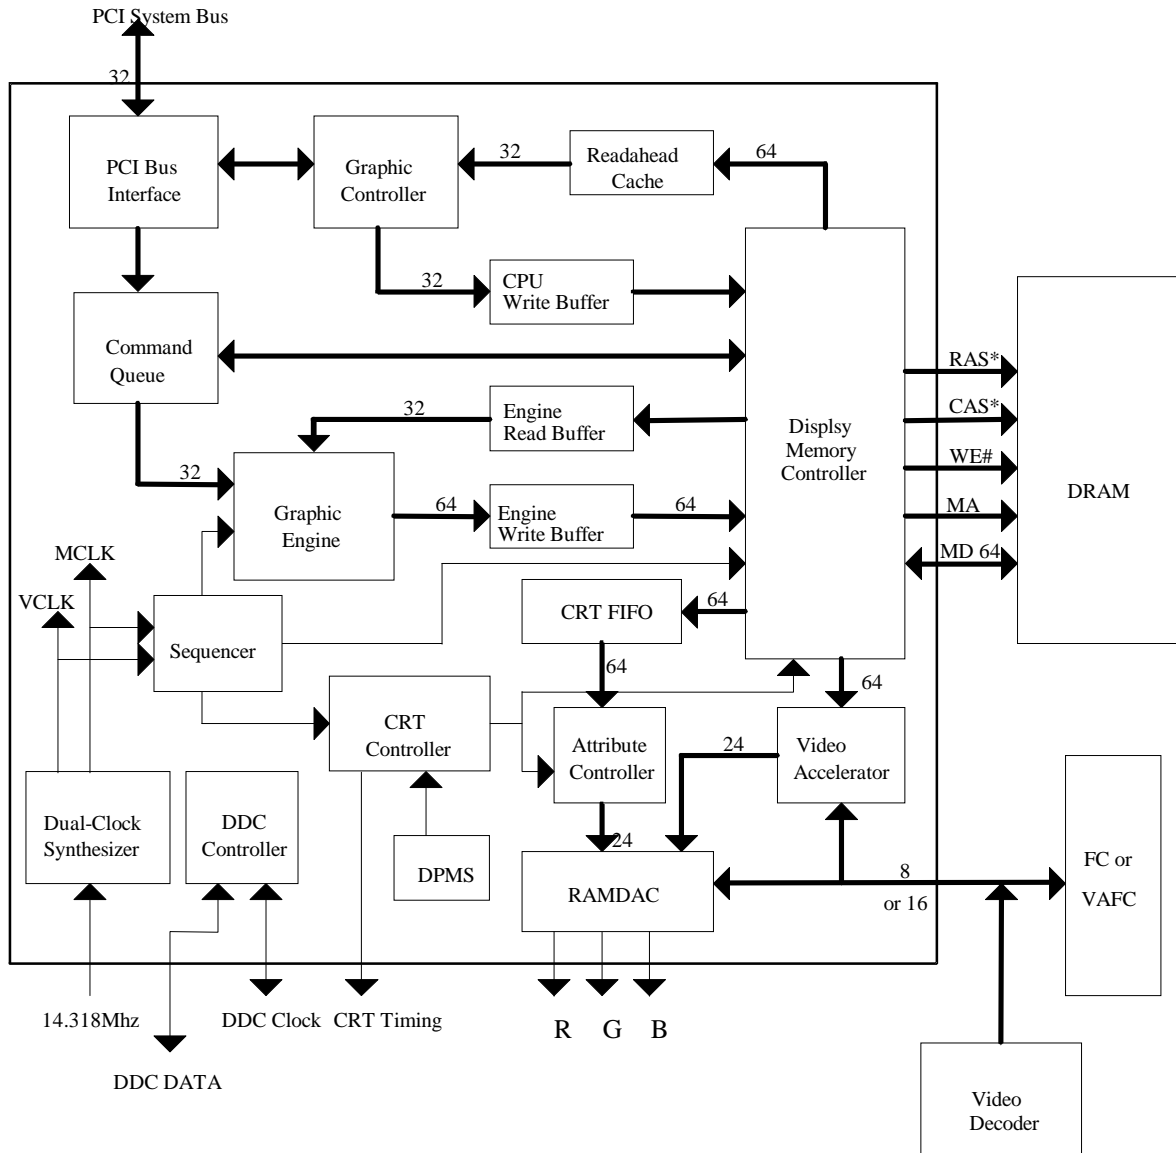 PCI System Bus
32
PCI Bus
Interface
Graphic
Controller
32
Readahead
Cache
64
32
CPU
Write Buffer
Command
Queue
32
Engine
Read Buffer
Displsy
Memory
Controller
RAS*
CAS*
WE#
MA
MD 64
DRAM
32
Graphic
Engine
64
Engine
Write Buffer
64
MCLK
VCLK
Sequencer
CRT FIFO
64
64
64
CRT
Controller
Attribute
Controller
24
Video
Accelerator
Dual-Clock
Synthesizer
DDC
Controller
DPMS
24
RAMDAC
8
or 16
FC or
VAFC
14.318Mhz
DDC Clock
CRT Timing
R
G
B
DDC DATA
Video
Decoder